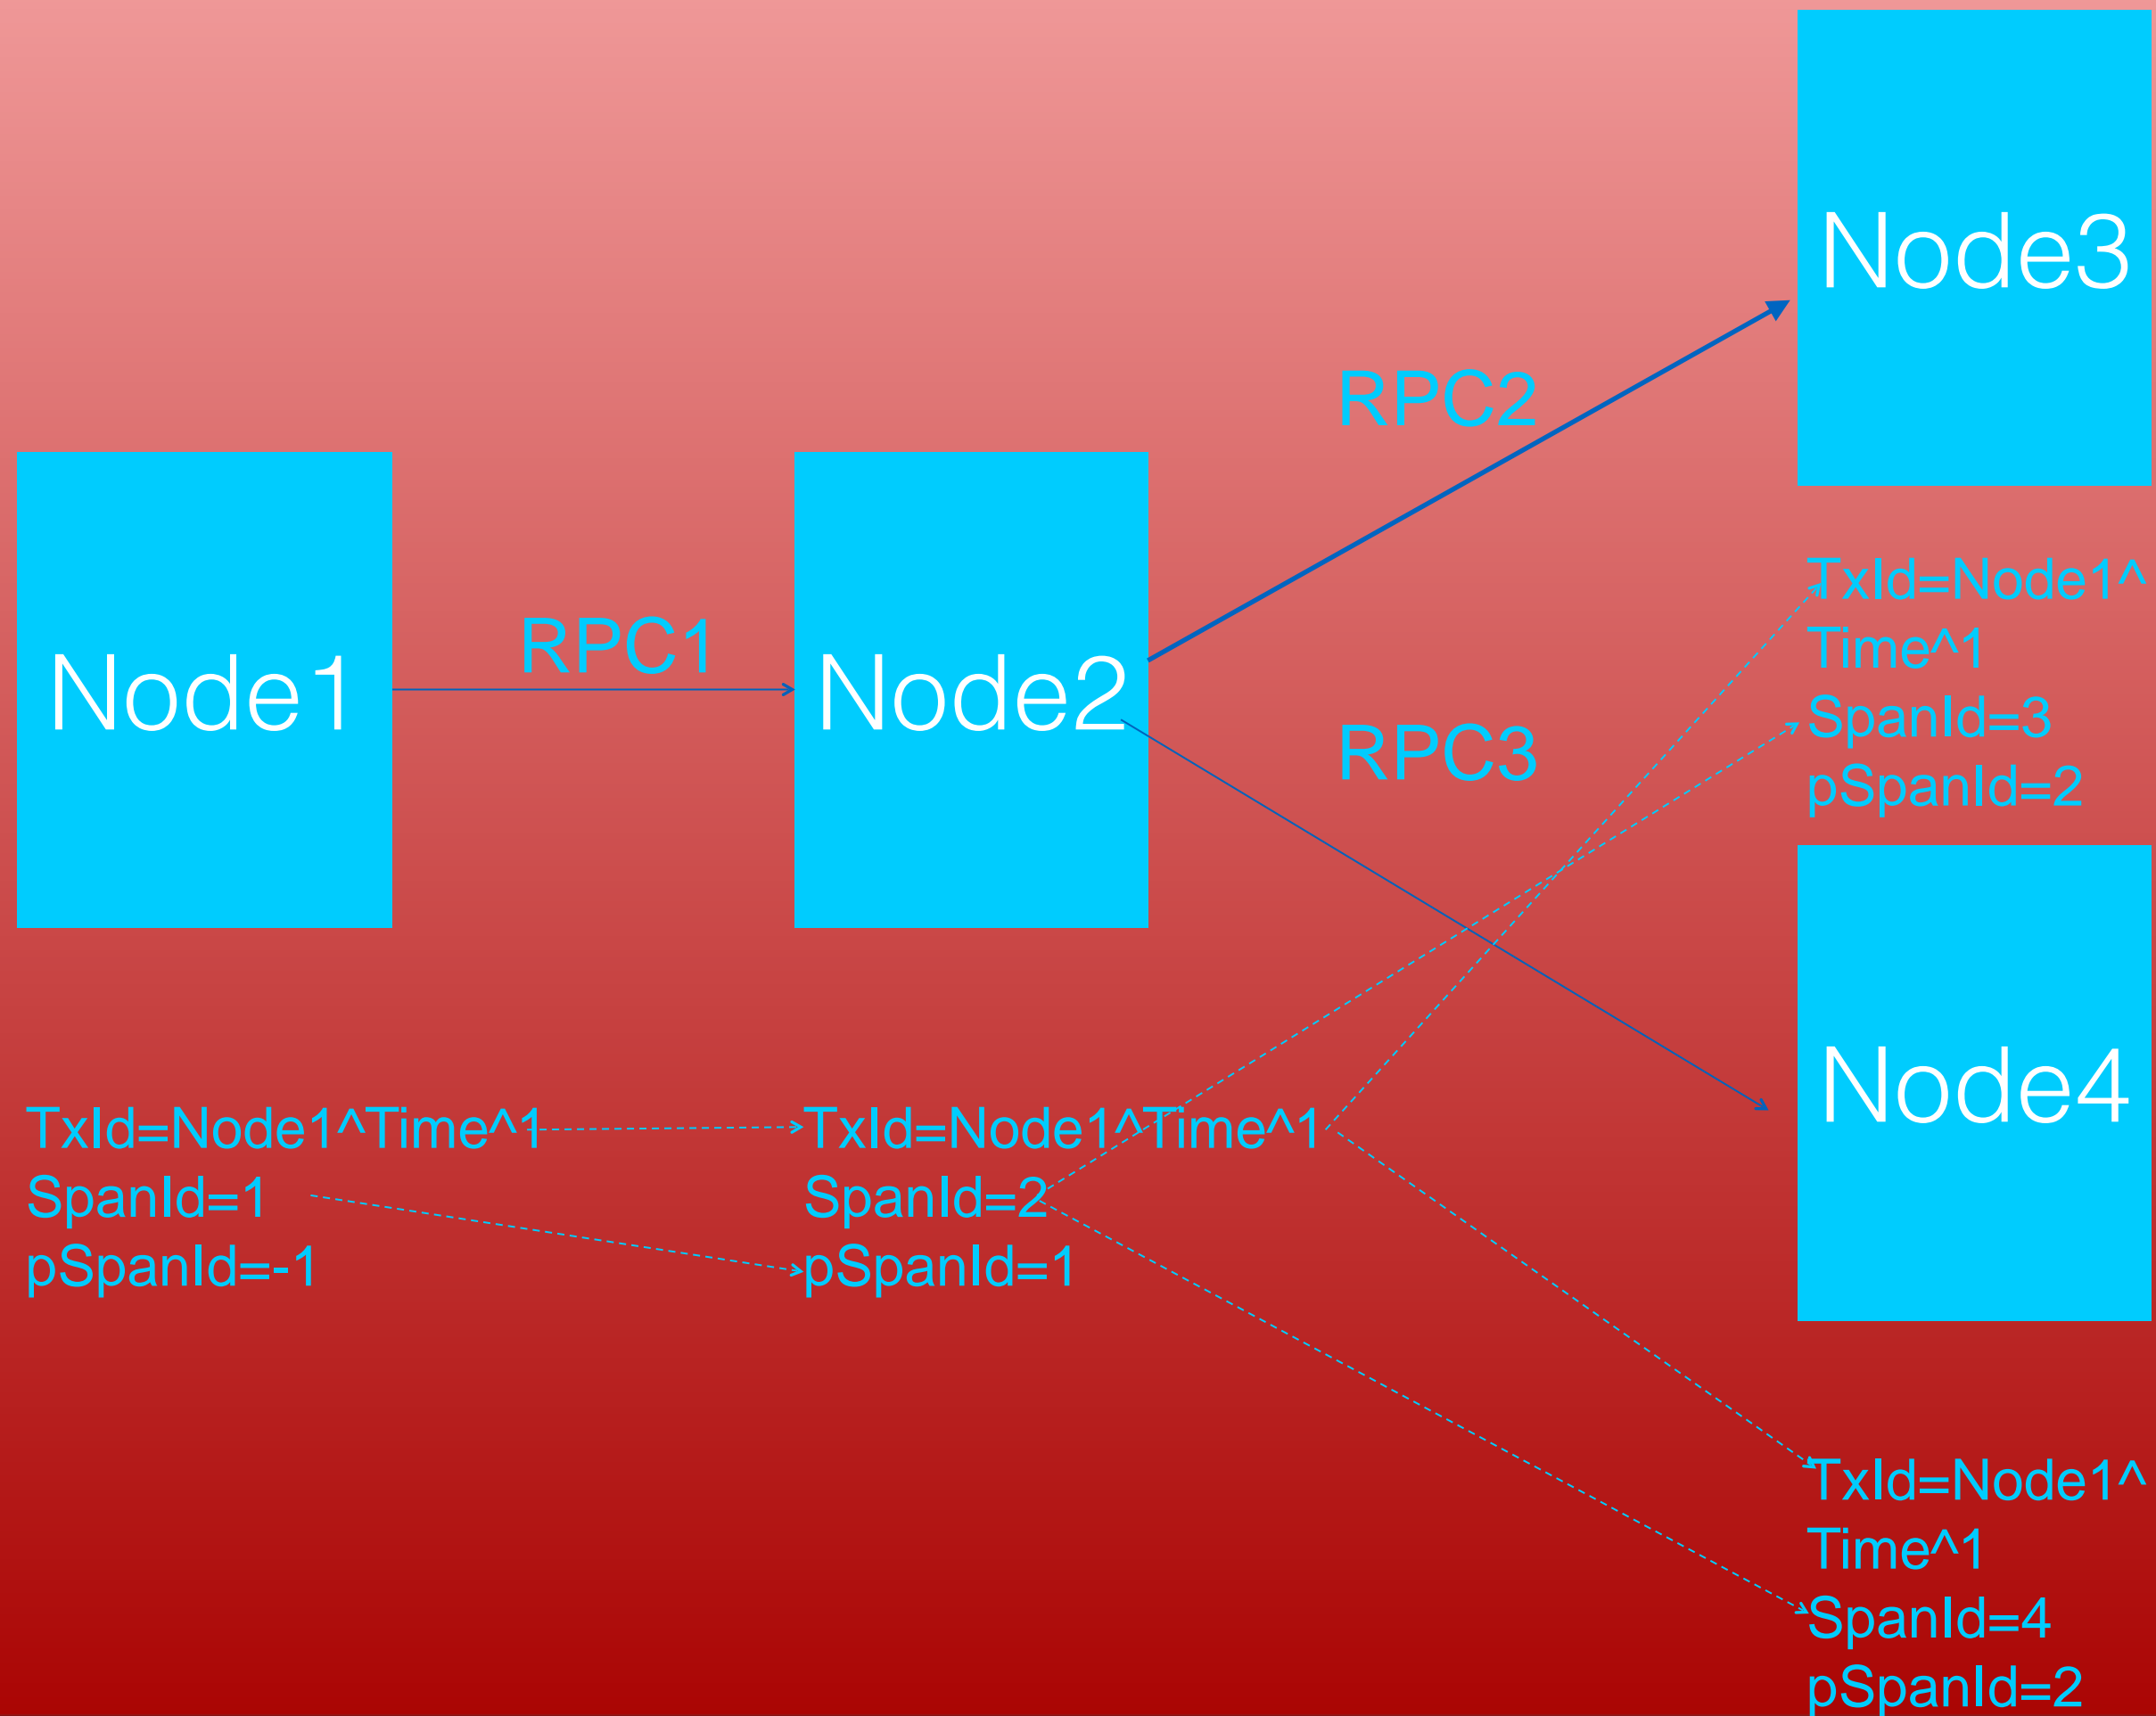 Node3
RPC2
Node1
RPC1
Node2
RPC3
TxId=Node1^
Time^1
SpanId=3
pSpanId=2
Node4
TxId=Node1^Time^1
SpanId=1
pSpanId=-1
TxId=Node1^Time^1
SpanId=2
pSpanId=1
TxId=Node1^
Time^1
SpanId=4
pSpanId=2